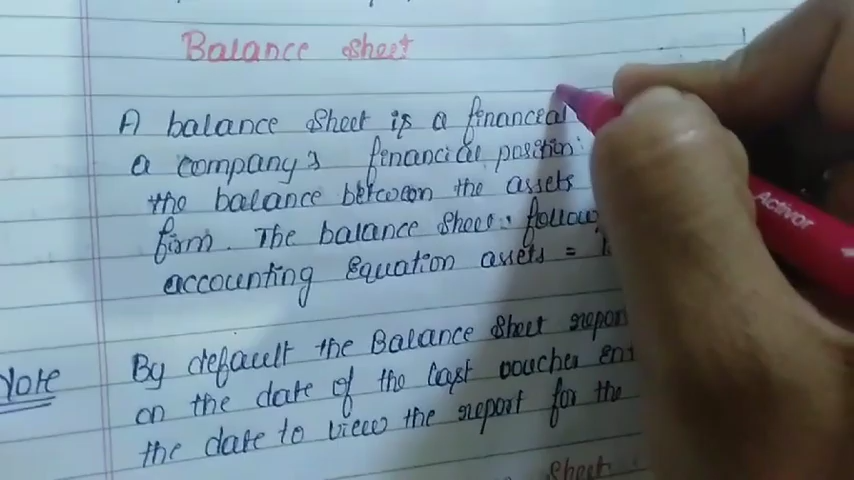 Balance sheet
A balance sheet is a financial
a company's financial position
the balance between the assets
firm. The balance sheet follow
accounting equation assets =
Note
By default the Balance sheet report
on the date of the last voucher
the date to view the report for the
sheet
Activor